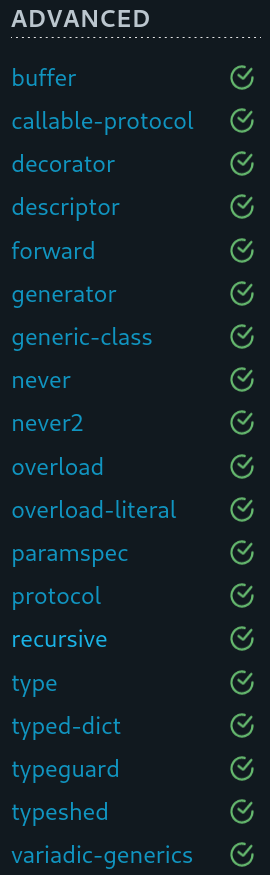 ADVANCED
buffer
callable-protocol
decorator
descriptor
forward
generator
generic-class
never
never2
overload
overload-literal
paramspec
protocol
recursive
type
typed-dict
typeguard
typeshed
variadic-generics